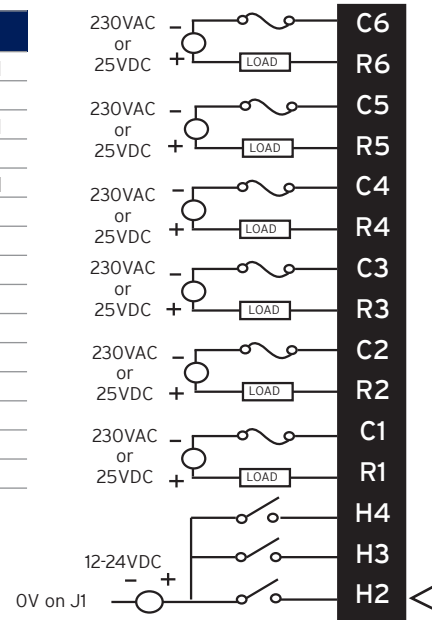 230VAC
or
25VDC
−
+
LOAD
C6
R6
230VAC
or
25VDC
−
+
LOAD
C5
R5
230VAC
or
25VDC
−
+
LOAD
C4
R4
230VAC
or
25VDC
−
+
LOAD
C3
R3
230VAC
or
25VDC
−
+
LOAD
C2
R2
230VAC
or
25VDC
−
+
LOAD
C1
R1
H4
12-24VDC
H3
− +
0V on J1
H2